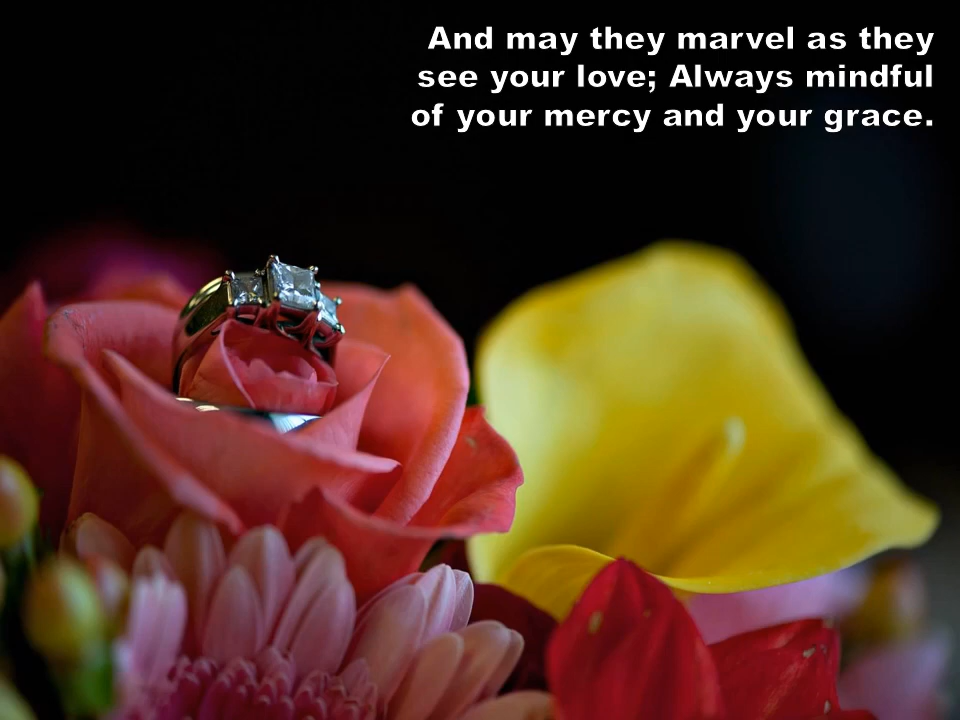 And may they marvel as they
see your love; Always mindful
of your mercy and your grace.